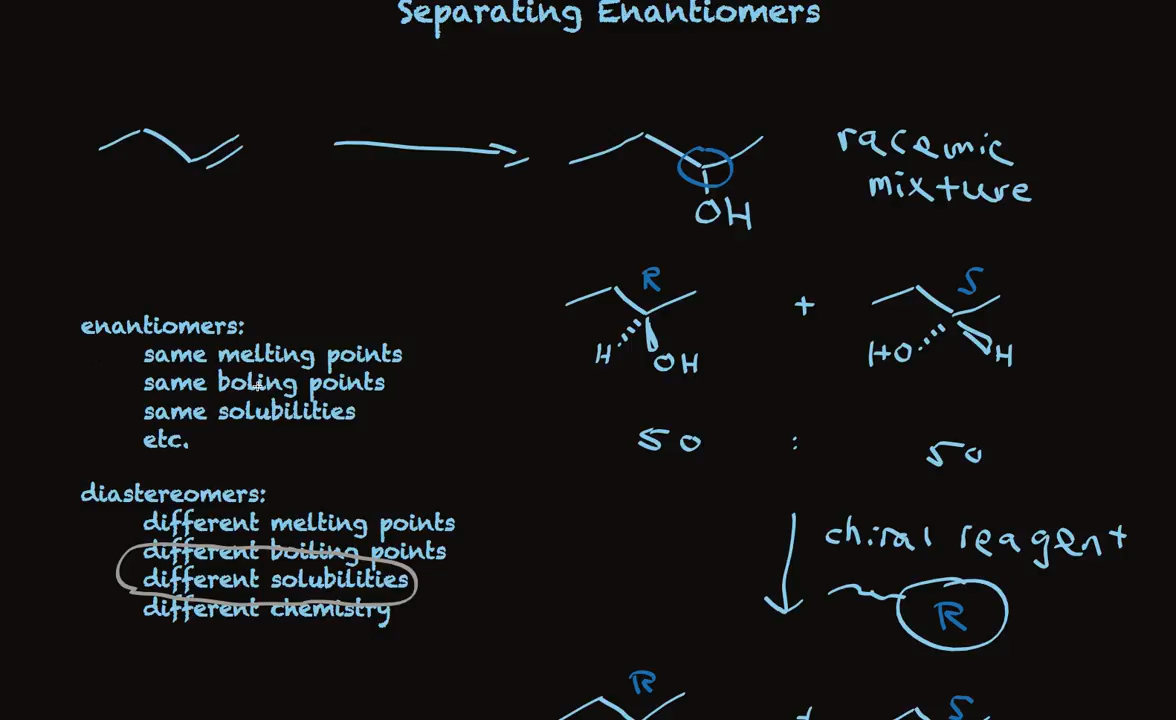 Separating Enantiomers
racemic
mixture
OH
R
S
+
H
OH
HO
H
enantiomers:
same melting points
same boling points
same solubilities
etc.
50 : 50
diastereomers:
different melting points
different boiling points
different solubilities
different chemistry
chiral reagent
R
R
+
S